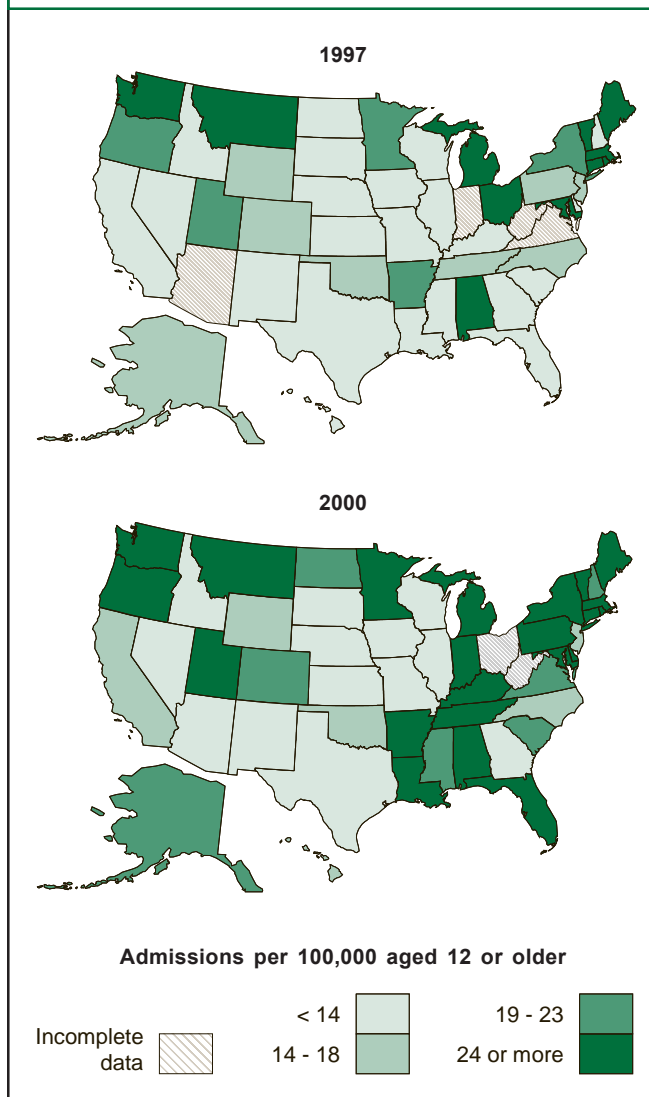 1997
2000
Admissions per 100,000 aged 12 or older
Incomplete
data
< 14
14 - 18
19 - 23
24 or more